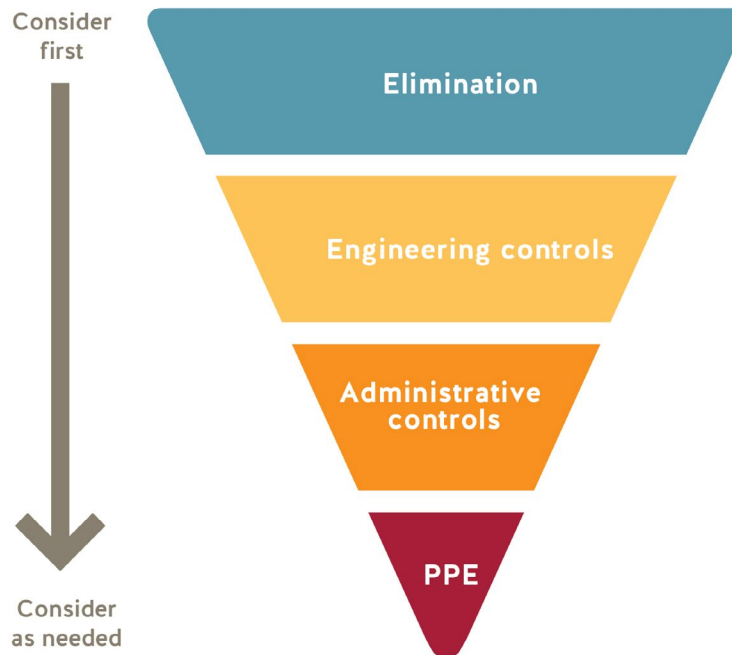 Consider
first
Elimination
Engineering controls
Administrative
controls
PPE
Consider
as needed